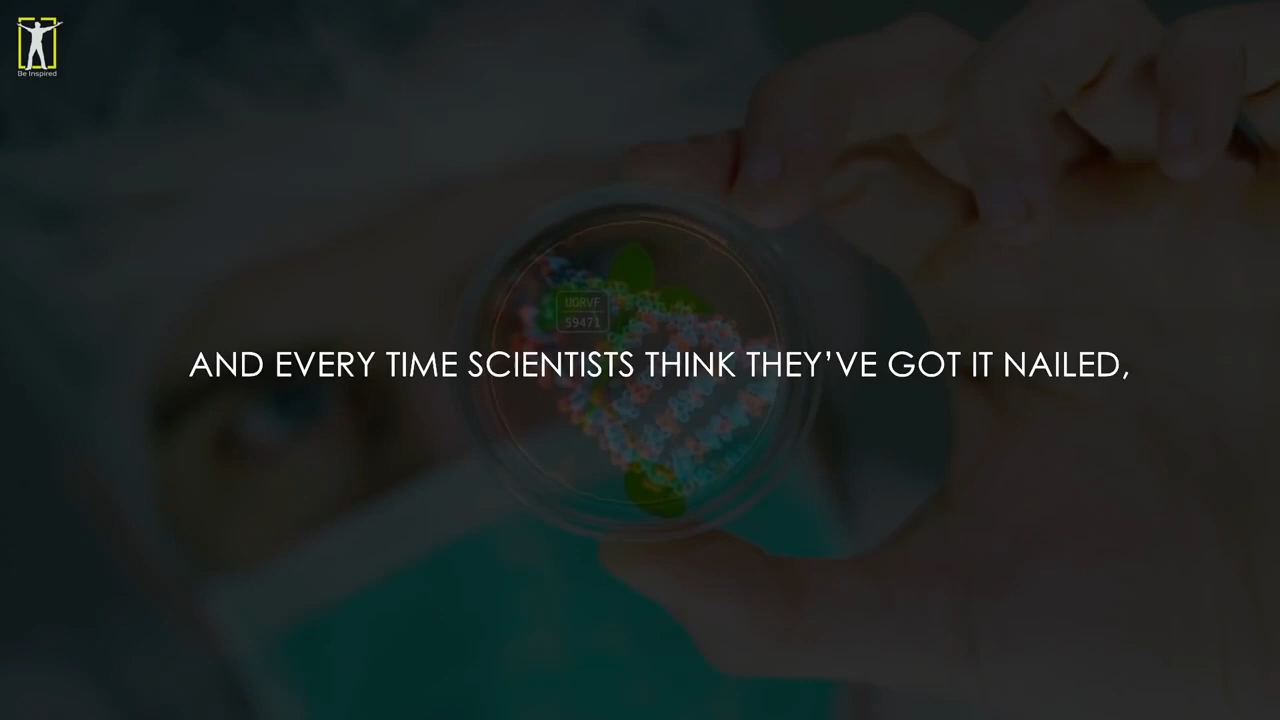 Be Inspired
UGRVF
59471
AND EVERY TIME SCIENTISTS THINK THEY’VE GOT IT NAILED,